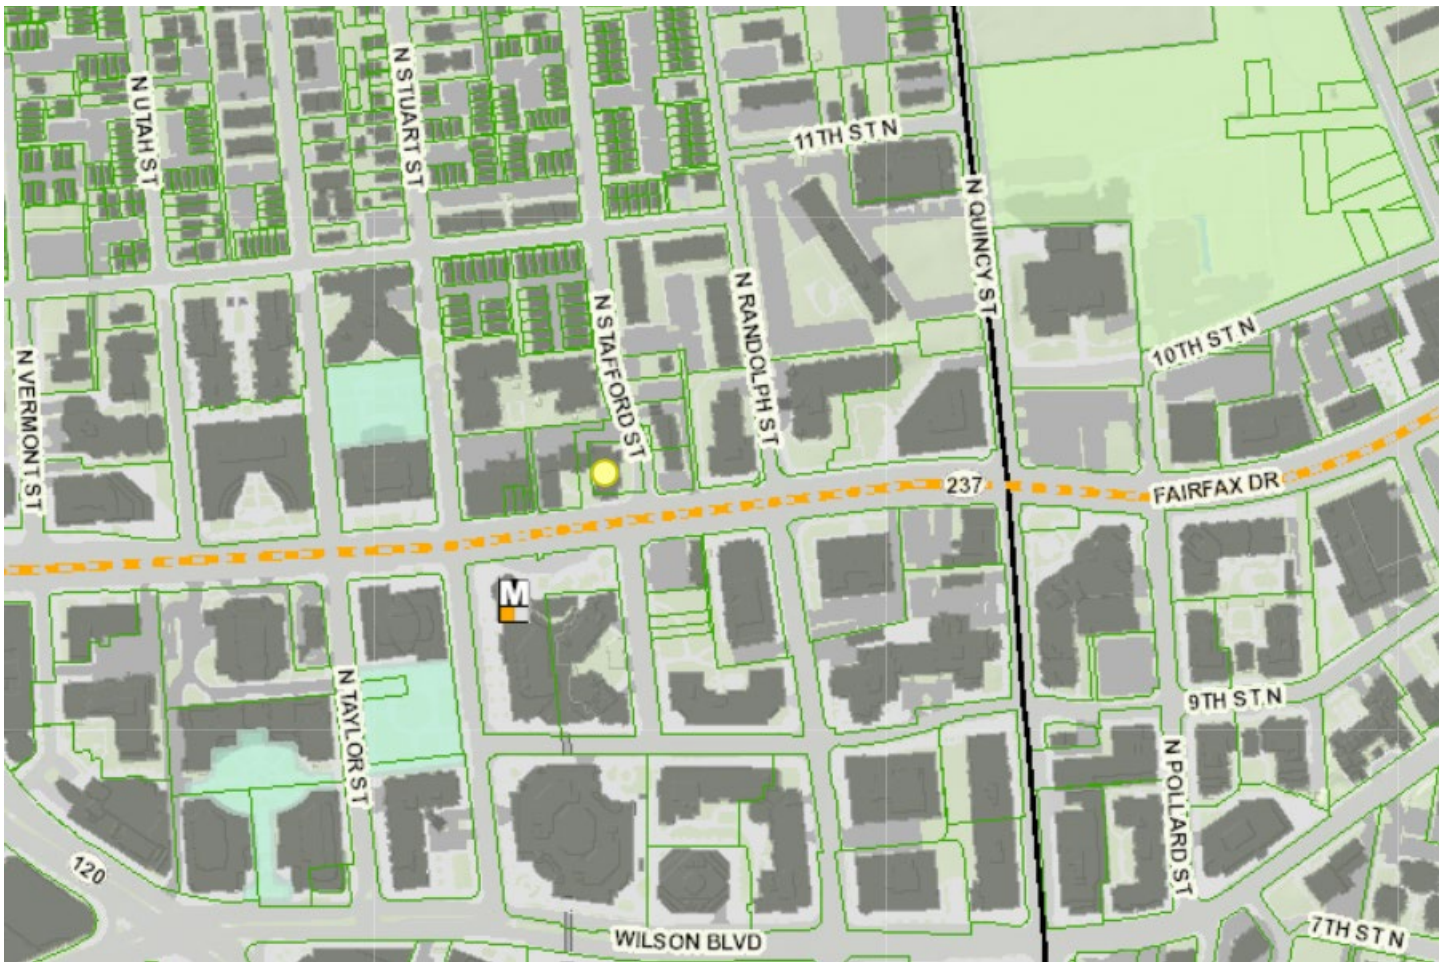 N UTAH ST
N STUART ST
11TH ST N
N QUINCY ST
N VERMONT ST
N STAFFORD ST
N RANDOLPH ST
10TH ST N
237
FAIRFAX DR
M
N TAYLOR ST
9TH ST N
N POLLARD ST
120
WILSON BLVD
7TH ST N